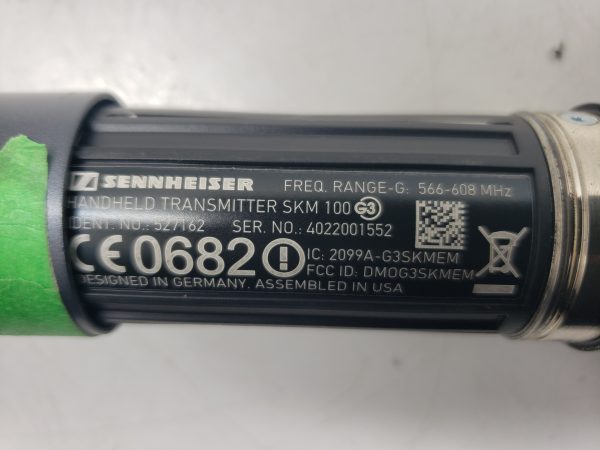 SENNHEISER FREQ. RANGE-G: 566-608 MHz
HANDHELD TRANSMITTER SKM 100 G3
IDENT. NO.: 527162 SER. NO.: 4022001552
CE0682 IC: 2099A-G3SKMEM
FCC ID: DMOG3SKMEM
DESIGNED IN GERMANY. ASSEMBLED IN USA